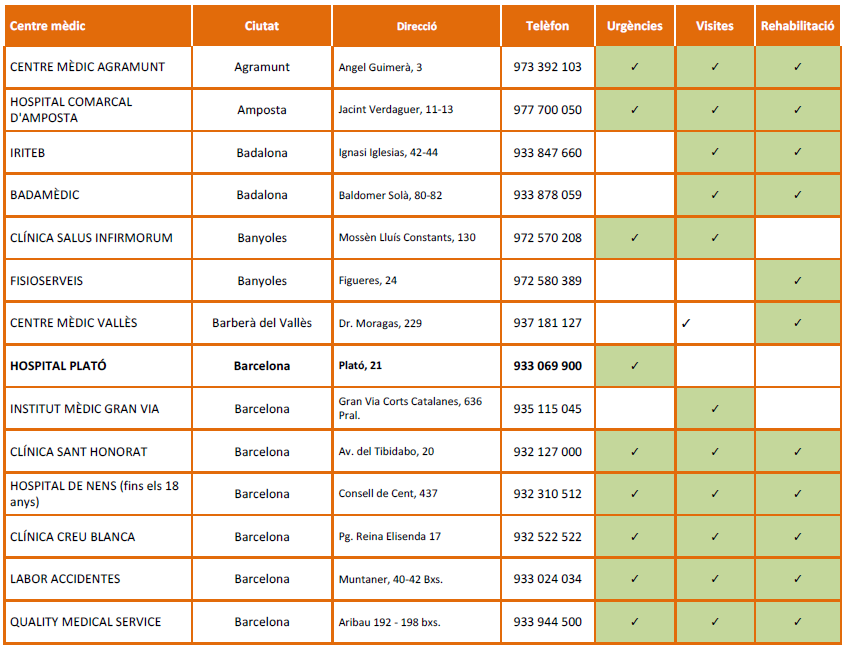 Centre mèdic Ciutat Direcció Telèfon Urgències Visites Rehabilitació
CENTRE MÈDIC AGRAMUNT Agramunt Angel Guimerà, 3 973 392 103 ✓ ✓ ✓
HOSPITAL COMARCAL
D'AMPOSTA Amposta Jacint Verdaguer, 11-13 977 700 050 ✓ ✓ ✓
IRITEB Badalona Ignasi Iglesias, 42-44 933 847 660 ✓ ✓
BADAMÈDIC Badalona Baldomer Solà, 80-82 933 878 059 ✓ ✓
CLÍNICA SALUS INFIRMORUM Banyoles Mossèn Lluís Constants, 130 972 570 208 ✓ ✓
FISIOSERVEIS Banyoles Figueres, 24 972 580 389 ✓
CENTRE MÈDIC VALLÈS Barberà del Vallès Dr. Moragas, 229 937 181 127 ✓ ✓
HOSPITAL PLATÓ Barcelona Plató, 21 933 069 900 ✓
INSTITUT MÈDIC GRAN VIA Barcelona Gran Via Corts Catalanes, 636
Pral. 935 115 045 ✓
CLÍNICA SANT HONORAT Barcelona Av. del Tibidabo, 20 932 127 000 ✓ ✓ ✓
HOSPITAL DE NENS (fins els 18
anys) Barcelona Consell de Cent, 437 932 310 512 ✓ ✓ ✓
CLÍNICA CREU BLANCA Barcelona Pg. Reina Elisenda 17 932 522 522 ✓ ✓ ✓
LABOR ACCIDENTES Barcelona Muntaner, 40-42 Bxs. 933 024 034 ✓ ✓ ✓
QUALITY MEDICAL SERVICE Barcelona Aribau 192 - 198 bxs. 933 944 500 ✓ ✓ ✓